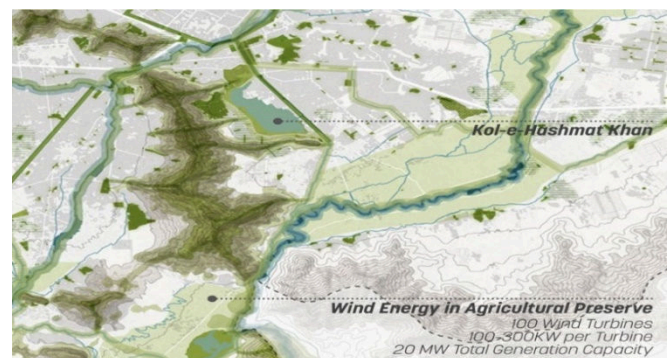 Kol-e-Hashmat Khan
Wind Energy in Agricultural Preserve
100 Wind Turbines
100-300KW per Turbine
20 MW Total Generation Capacity